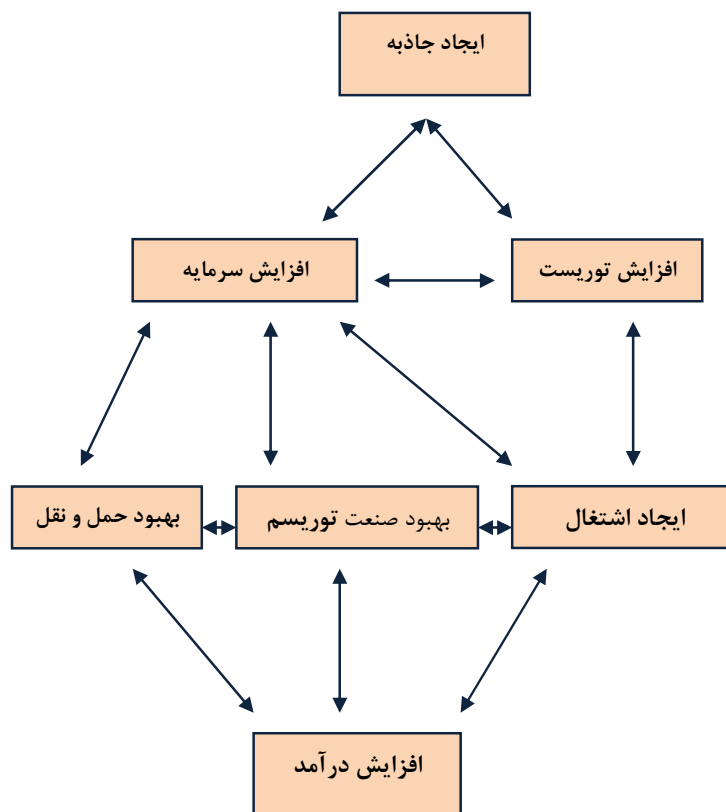 ایجاد جاذبه
افزایش توریست
افزایش سرمایه
ایجاد اشتغال
بهبود صنعت توریسم
بهبود حمل و نقل
افزایش درآمد